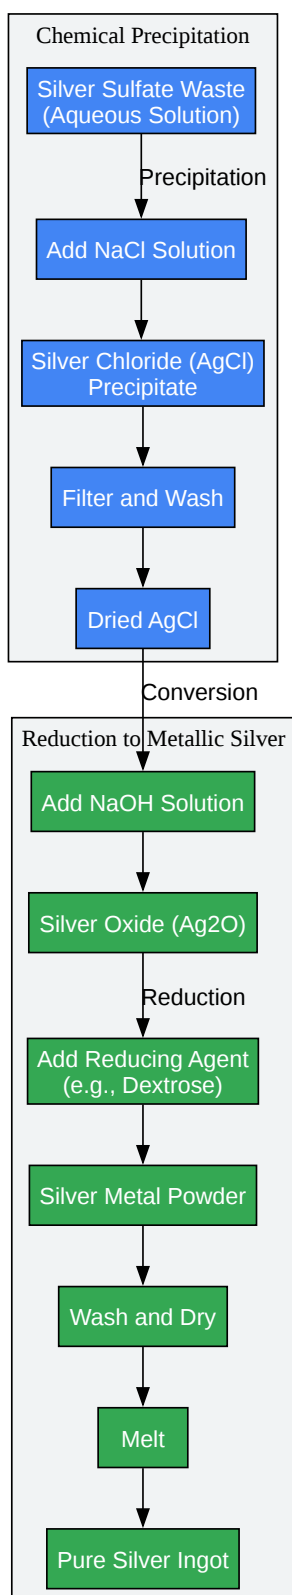 Chemical Precipitation
Silver Sulfate Waste
(Aqueous Solution)
Precipitation
Add NaCl Solution
Silver Chloride (AgCl)
Precipitate
Filter and Wash
Dried AgCl
Conversion
Reduction to Metallic Silver
Add NaOH Solution
Silver Oxide (Ag2O)
Reduction
Add Reducing Agent
(e.g., Dextrose)
Silver Metal Powder
Wash and Dry
Melt
Pure Silver Ingot